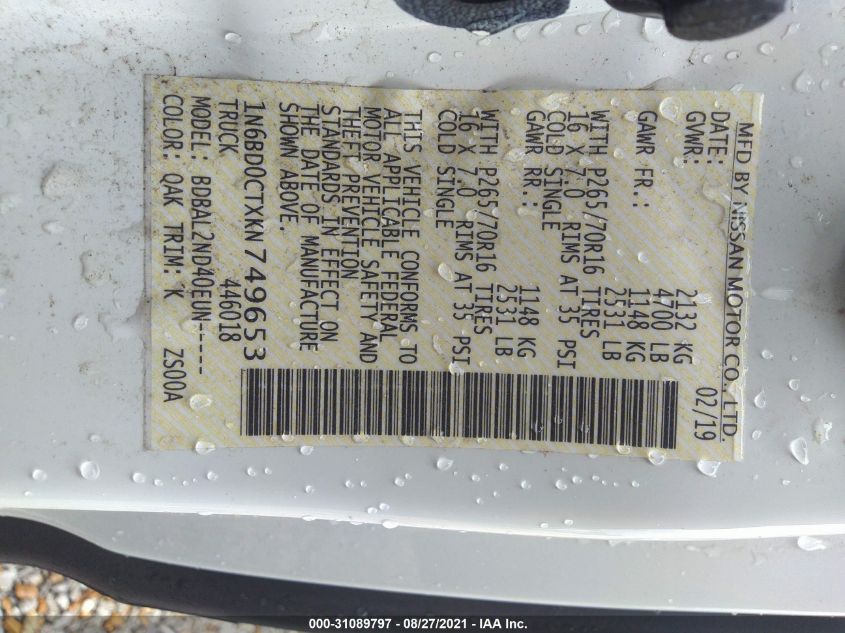 MFD BY NISSAN MOTOR CO., LTD.
DATE: 02/19
GVWR: 2132 KG
4700 LB
GAWR FR.: 1148 KG
2531 LB
WITH P265/70R16 TIRES
16 X 7.0 RIMS AT 35 PSI
COLD SINGLE
GAWR RR.: 1148 KG
2531 LB
WITH P265/70R16 TIRES
16 X 7.0 RIMS AT 35 PSI
COLD SINGLE
THIS VEHICLE CONFORMS TO
ALL APPLICABLE FEDERAL
MOTOR VEHICLE SAFETY AND
THEFT PREVENTION
STANDARDS IN EFFECT ON
THE DATE OF MANUFACTURE
SHOWN ABOVE.
1N6BD0CTXKN749653
TRUCK 446018
MODEL: BDBAL2ND40EUN-----
COLOR: QAK TRIM: K ZS00A
000-31089797 - 08/27/2021 - IAA Inc.